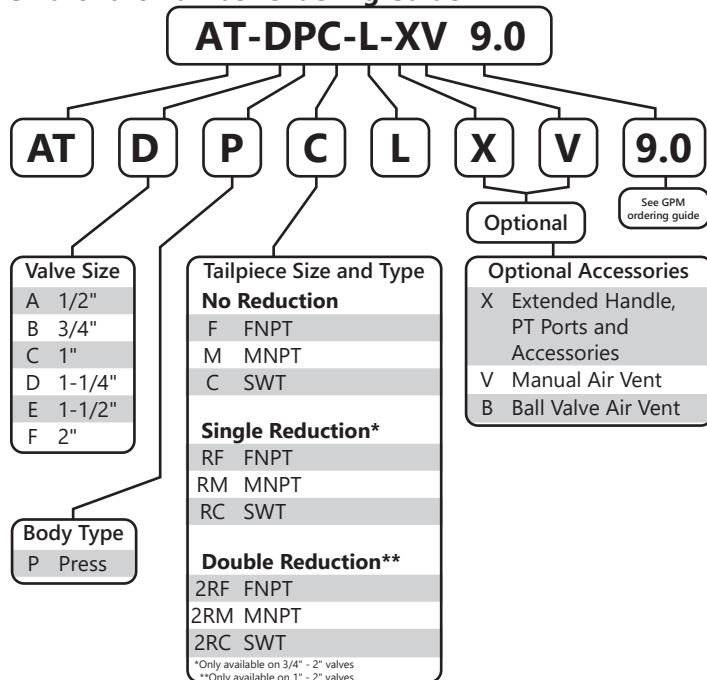 AT-DPC-L-XV 9.0
AT D P C L X V 9.0
See GPM
ordering guide
Optional
Valve Size
A 1/2"
B 3/4"
C 1"
D 1-1/4"
E 1-1/2"
F 2"
Body Type
P Press
Tailpiece Size and Type
No Reduction
F FNPT
M MNPT
C SWT
Single Reduction*
RF FNPT
RM MNPT
RC SWT
Double Reduction**
2RF FNPT
2RM MNPT
2RC SWT
*Only available on 3/4" - 2" valves
**Only available on 1" - 2" valves
Optional Accessories
X Extended Handle,
PT Ports and
Accessories
V Manual Air Vent
B Ball Valve Air Vent